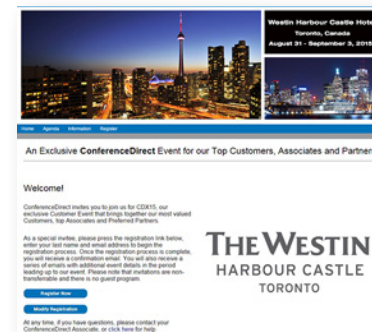 Westin Harbour Castle Hote
Toronto, Canada
August 31 - September 3, 2015
Home Agenda Information Register
An Exclusive ConferenceDirect Event for our Top Customers, Associates and Partner
Welcome!
ConferenceDirect invites you to join us for CDX15, our
exclusive Customer Event that brings together our most valued
Customers, top Associates and Preferred Partners.
As a special invitee, please press the registration link below,
enter your last name and email address to begin the
registration process. Once the registration process is complete,
you will receive a confirmation email. You will also receive a
series of emails with additional event details in the period
leading up to our event. Please note that invitations are non-
transferrable and there is no guest program.
Register Now
Modify Registration
At any time, if you have questions, please contact your
ConferenceDirect Associate, or click here for help
THE WESTIN
HARBOUR CASTLE
TORONTO